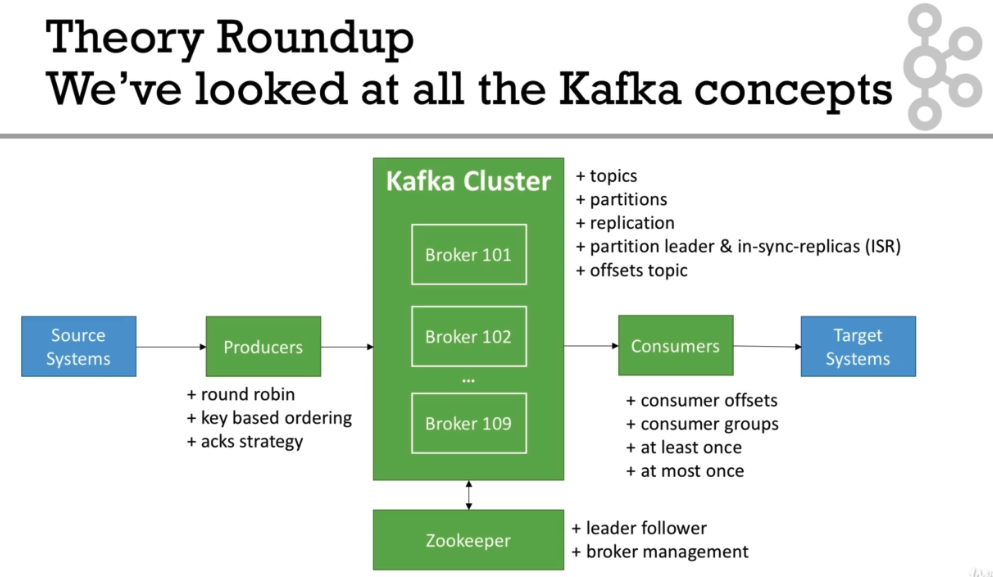 Theory Roundup
We've looked at all the Kafka concepts
Kafka Cluster
Broker 101
Broker 102
...
Broker 109
+ topics
+ partitions
+ replication
+ partition leader & in-sync-replicas (ISR)
+ offsets topic
Source
Systems
Producers
+ round robin
+ key based ordering
+ acks strategy
Consumers
+ consumer offsets
+ consumer groups
+ at least once
+ at most once
Target
Systems
Zookeeper
+ leader follower
+ broker management